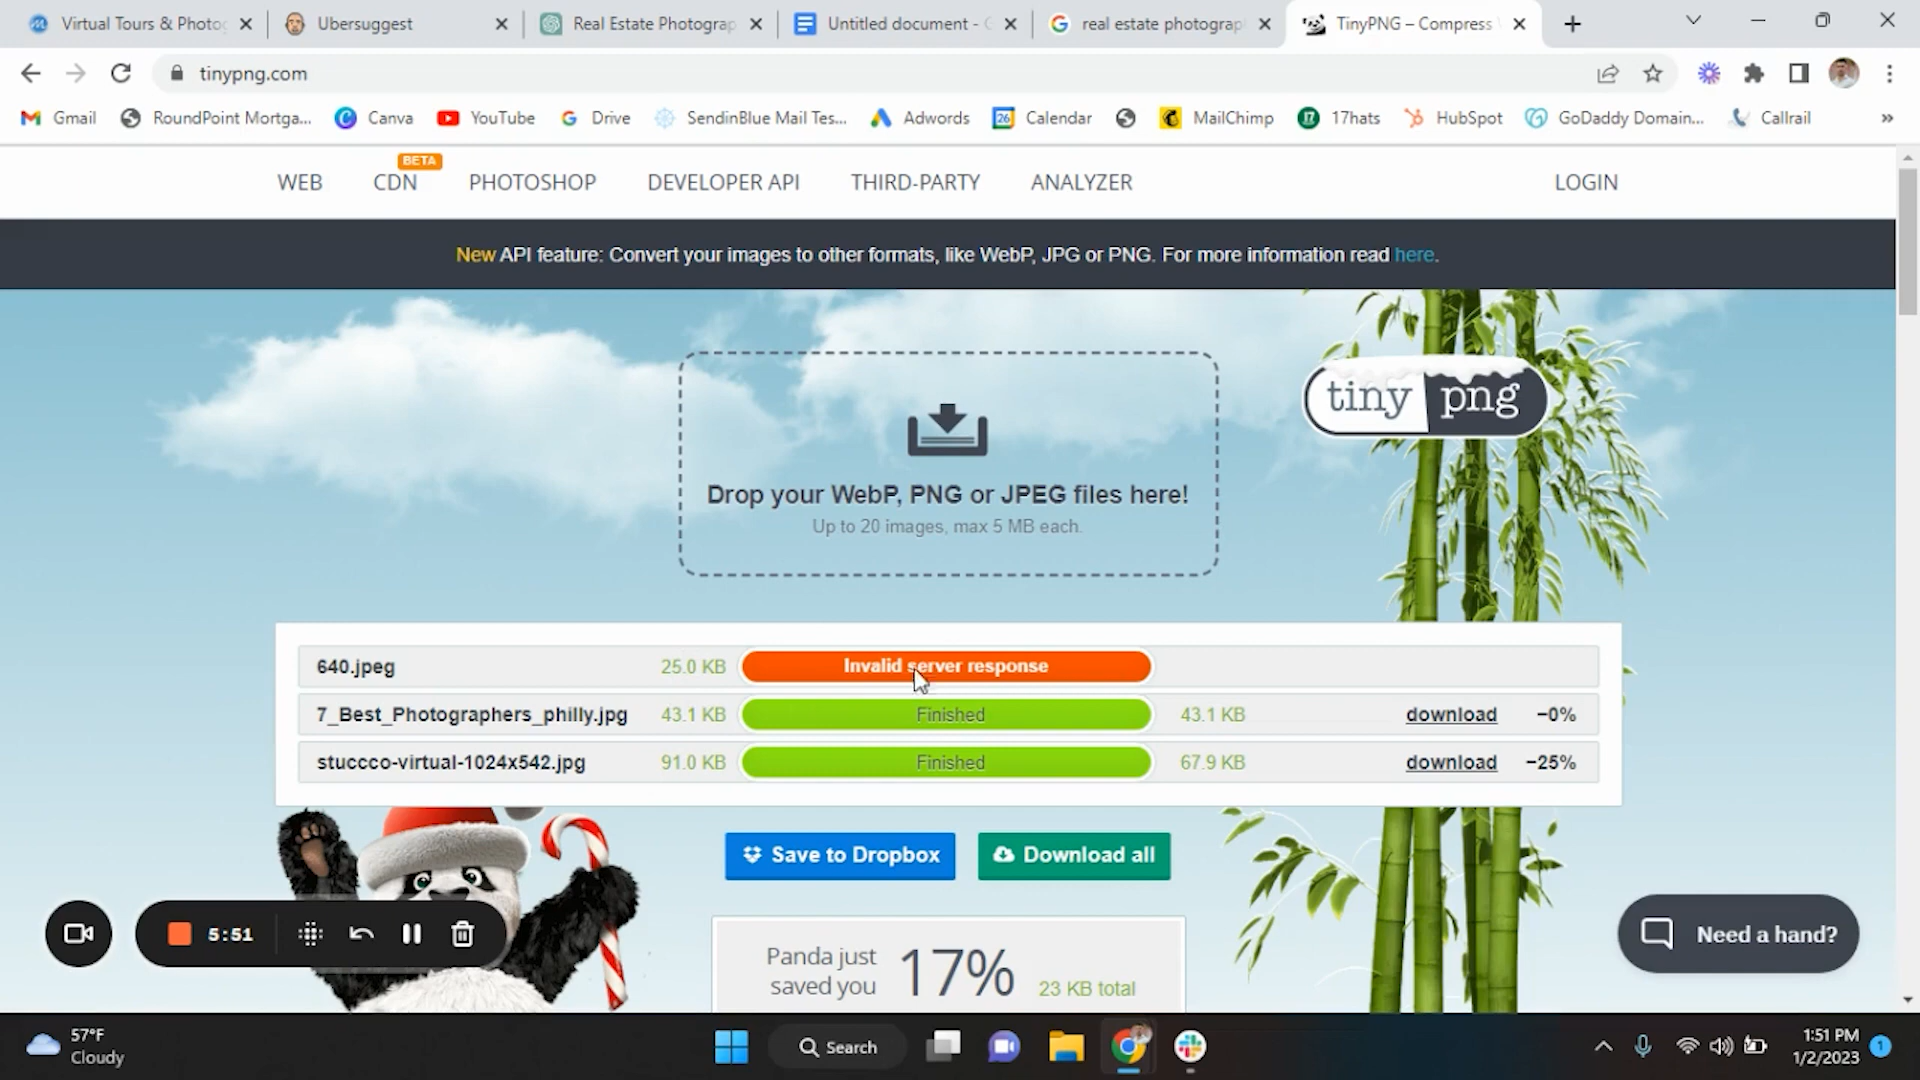 Virtual Tours & Photo
Ubersuggest
Real Estate Photograp
Untitled document -
real estate photograp
TinyPNG – Compress
tinypng.com
Gmail
RoundPoint Mortga...
Canva
YouTube
Drive
SendinBlue Mail Tes...
Adwords
26
Calendar
MailChimp
17
17hats
HubSpot
GoDaddy Domain...
Callrail
»
WEB
CDN
BETA
PHOTOSHOP
DEVELOPER API
THIRD-PARTY
ANALYZER
LOGIN
New API feature: Convert your images to other formats, like WebP, JPG or PNG. For more information read here.
tiny png
Drop your WebP, PNG or JPEG files here!
Up to 20 images, max 5 MB each.
640.jpeg 25.0 KB Invalid server response
7_Best_Photographers_philly.jpg 43.1 KB Finished 43.1 KB download −0%
stuccco-virtual-1024x542.jpg 91.0 KB Finished 67.9 KB download −25%
Save to Dropbox
Download all
5:51
Need a hand?
Panda just
saved you
17%
23 KB total
57°F
Cloudy
Search
1:51 PM
1/2/2023
1